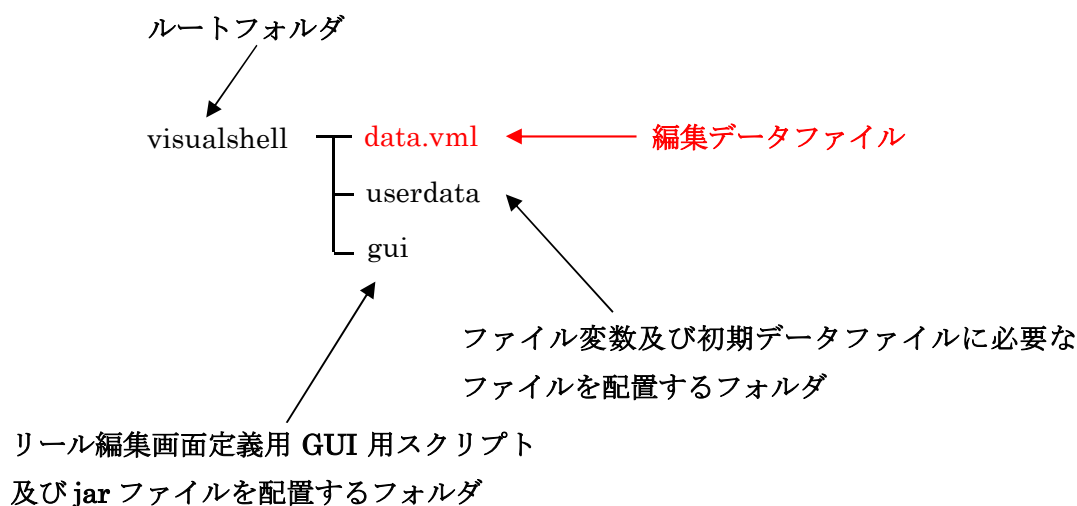 ルートフォルダ
visualshell
data.vml
編集データファイル
userdata
gui
ファイル変数及び初期データファイルに必要な
ファイルを配置するフォルダ
リール編集画面定義用 GUI 用スクリプト
及び jar ファイルを配置するフォルダ